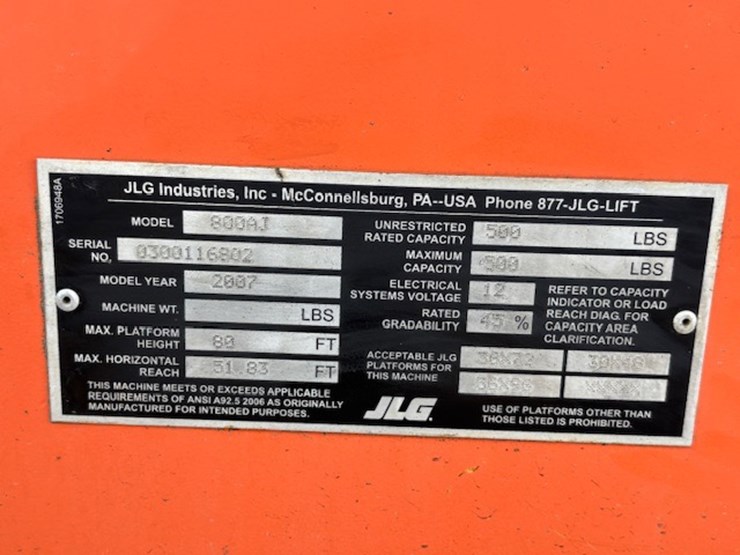 1706948A
JLG Industries, Inc - McConnellsburg, PA--USA Phone 877-JLG-LIFT
MODEL 800AJ
SERIAL NO, 0300116802
MODEL YEAR 2007
MACHINE WT. LBS
MAX. PLATFORM HEIGHT 80 FT
MAX. HORIZONTAL REACH 51.83 FT
THIS MACHINE MEETS OR EXCEEDS APPLICABLE
REQUIREMENTS OF ANSI A92.5 2006 AS ORIGINALLY
MANUFACTURED FOR INTENDED PURPOSES.
UNRESTRICTED
RATED CAPACITY 500 LBS
MAXIMUM
CAPACITY 500 LBS
ELECTRICAL
SYSTEMS VOLTAGE 12
RATED
GRADABILITY 45 %
REFER TO CAPACITY
INDICATOR OR LOAD
REACH DIAG. FOR
CAPACITY AREA
CLARIFICATION.
ACCEPTABLE JLG
PLATFORMS FOR
THIS MACHINE
36X72
JLG.
USE OF PLATFORMS OTHER THAN
THOSE LISTED IS PROHIBITED.